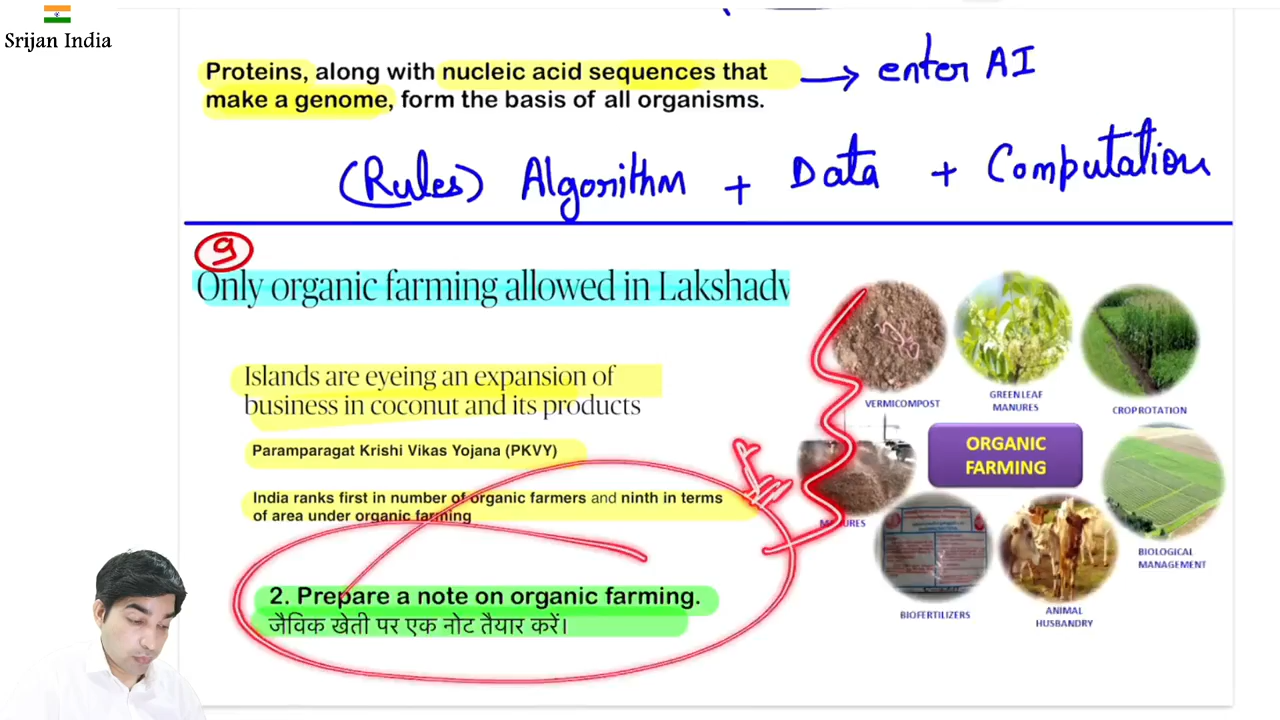 Srijan India
Proteins, along with nucleic acid sequences that
make a genome, form the basis of all organisms.
→ enter AI
(Rules) Algorithm + Data + Computation
9
Only organic farming allowed in Lakshadw
Islands are eyeing an expansion of
business in coconut and its products
Paramparagat Krishi Vikas Yojana (PKVY)
India ranks first in number of organic farmers and ninth in terms
of area under organic farming
2. Prepare a note on organic farming.
जैविक खेती पर एक नोट तैयार करें।
VERMICOMPOST
GREEN LEAF
MANURES
CROP ROTATION
ORGANIC
FARMING
MANURES
BIOLOGICAL
MANAGEMENT
BIOFERTILIZERS
ANIMAL
HUSBANDRY